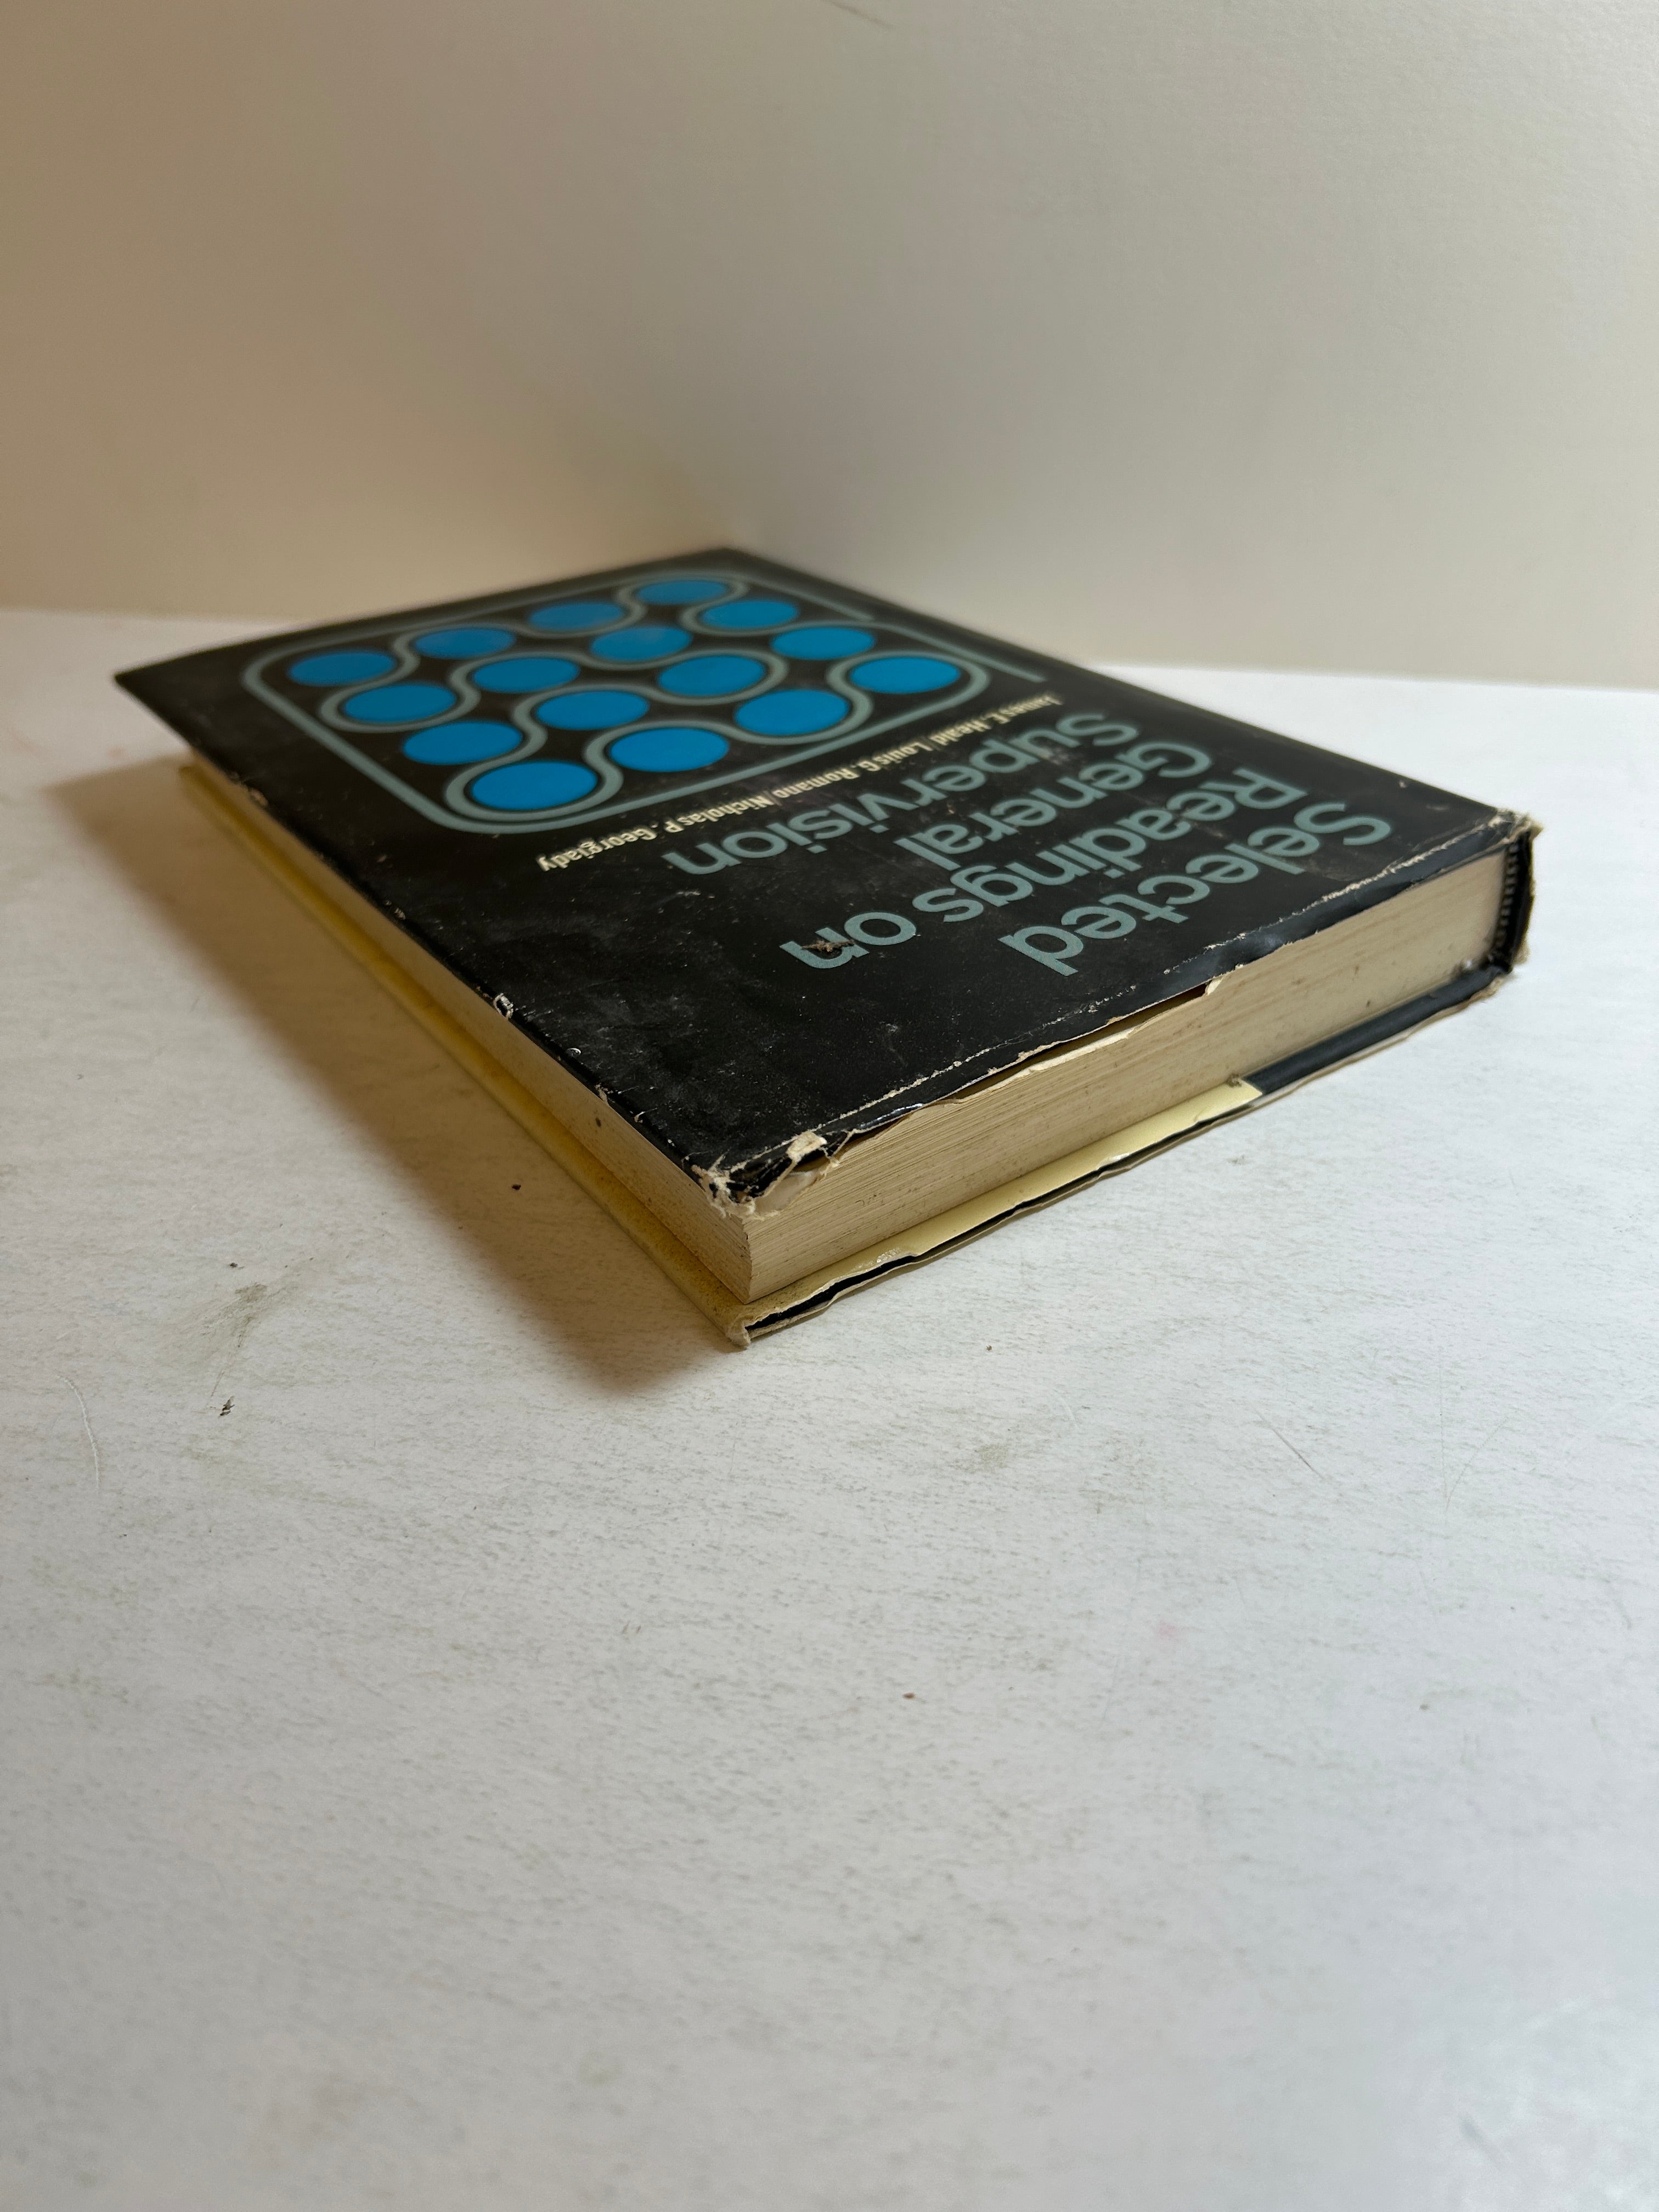 Selected
Readings on
General
Supervision
James E. Heald/Louis G. Romano/Nicholas P. Georgiady